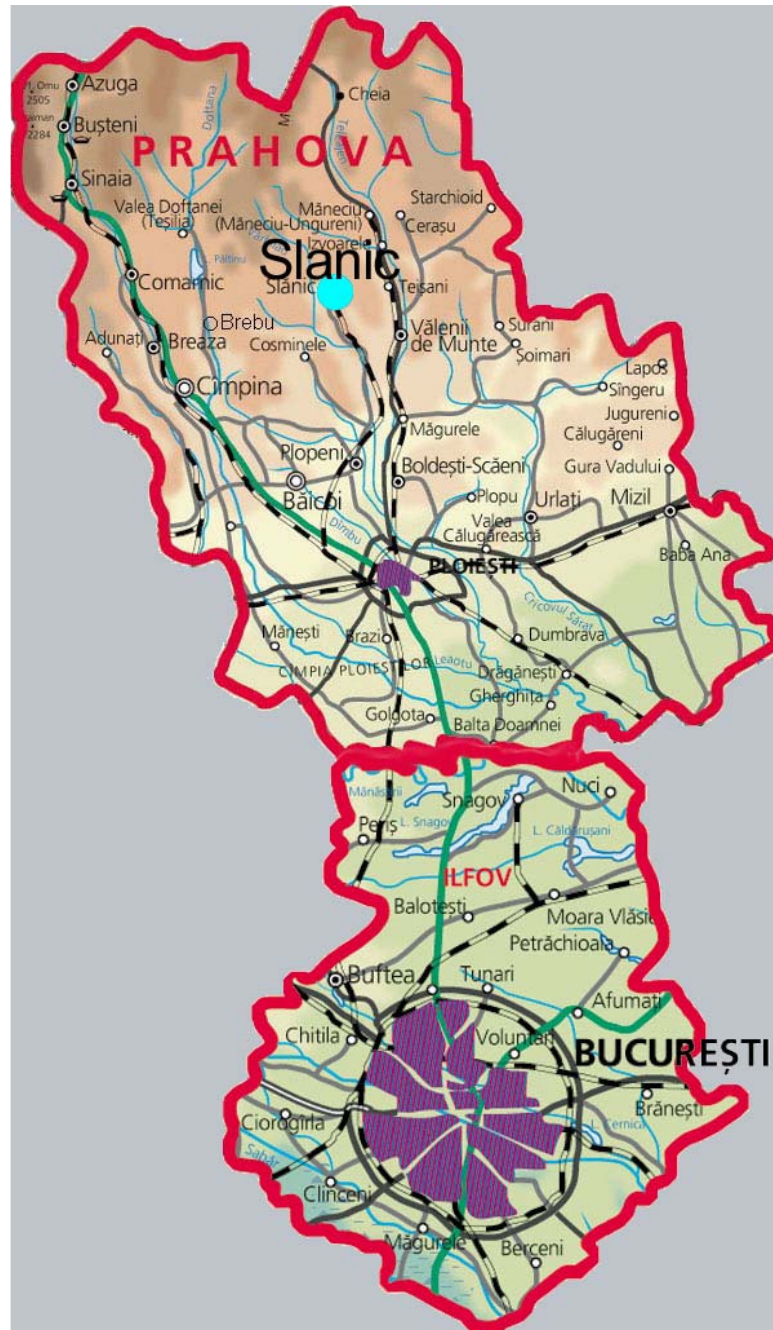 Azuga
Omu
2505
2284
Bușteni
Cheia
Doftana
Teleajen
PRAHOVA
Sinaia
Starchioid
Valea Doftanei
(Teșilia)
Măneciu
(Măneciu-Ungureni)
Cerașu
Izvoarele
L. Păltinu
Slanic
Slănic
Teișani
Comarnic
Brebu
Surani
Adunați
Breaza
Cosminele
Vălenii
de Munte
Șoimari
Lapoș
Cîmpina
Sîngeru
Jugureni
Măgurele
Călugăreni
Plopeni
Boldești-Scăeni
Gura Vadului
Băicoi
Plopu
Urlați
Mizil
Valea
Călugărească
Dîmbu
PLOIEȘTI
Baba Ana
Cricovul Sărat
Mănești
Brazi
Dumbrava
CÎMPIA PLOIEȘTILOR
Leaotu
Drăgănești
Gherghița
Golgota
Balta Doamnei
Snagov
Nuci
Periș
L. Snagov
L. Căldărușani
ILFOV
Balotești
Moara Vlăsiei
Petrăchioaia
Buftea
Tunari
Afumați
Chitila
Voluntari
BUCUREȘTI
Brănești
Ciorogîrla
L. Cernica
Sabăr
Clinceni
Măgurele
Berceni